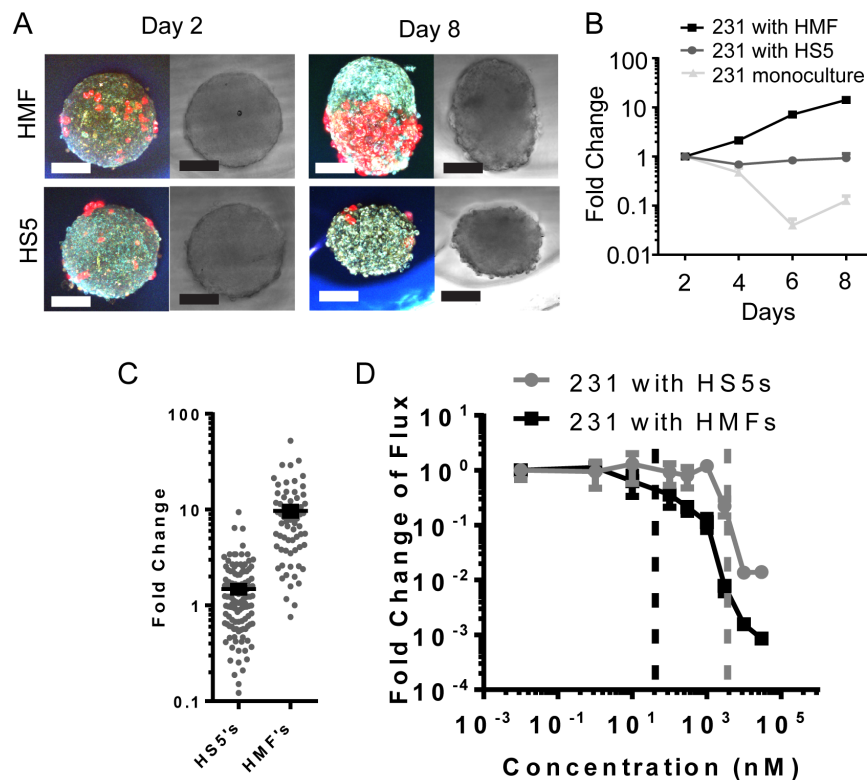 A
Day 2
Day 8
HMF
HS5
B
231 with HMF
231 with HS5
231 monoculture
Fold Change
100
10
1
0.1
0.01
2 4 6 8
Days
C
Fold Change
100
10
1
0.1
HS5's HMF's
D
231 with HS5s
231 with HMFs
Fold Change of Flux
10^1
10^0
10^-1
10^-2
10^-3
10^-4
10^-3 10^-1 10^1 10^3 10^5
Concentration (nM)